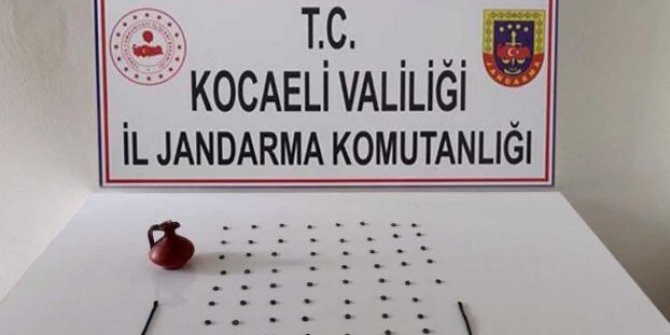 T.C.
KOCAELİ VALİLİĞİ
İL JANDARMA KOMUTANLIĞI
JANDARMA